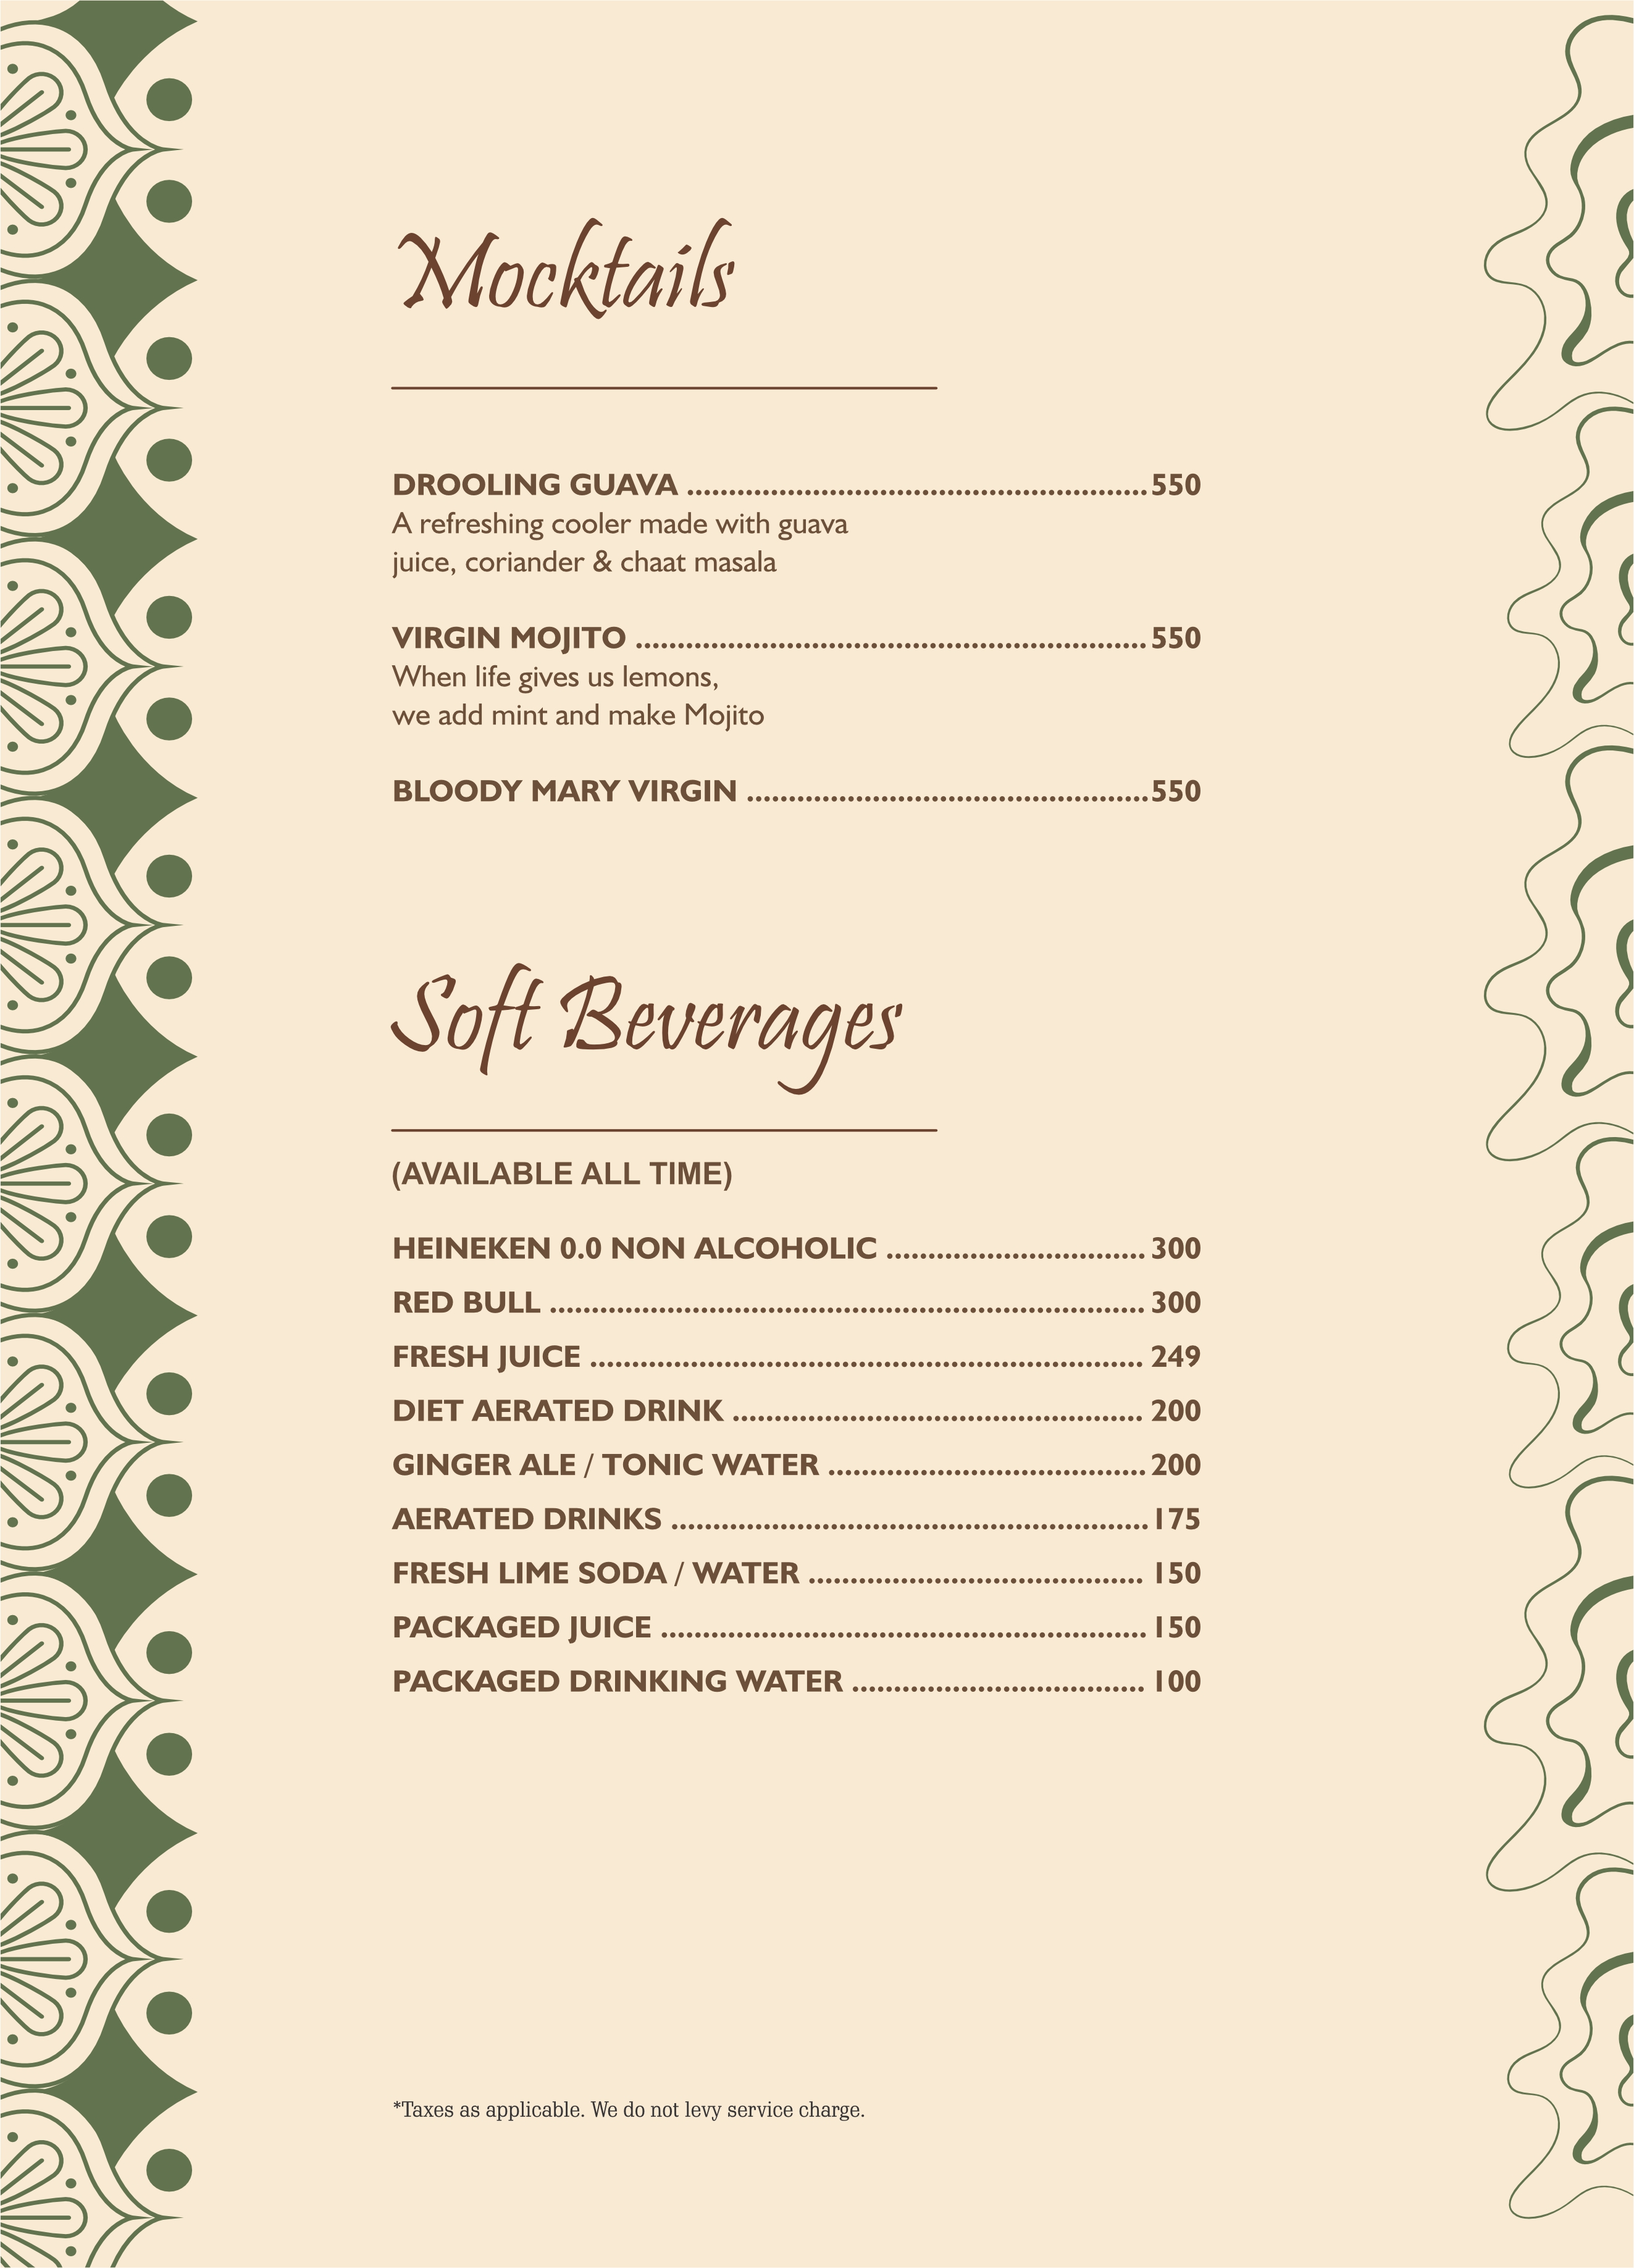 Mocktails
DROOLING GUAVA ....................................................... 550
A refreshing cooler made with guava
juice, coriander & chaat masala
VIRGIN MOJITO ............................................................. 550
When life gives us lemons,
we add mint and make Mojito
BLOODY MARY VIRGIN ................................................ 550
Soft Beverages
(AVAILABLE ALL TIME)
HEINEKEN 0.0 NON ALCOHOLIC ............................... 300
RED BULL ....................................................................... 300
FRESH JUICE .................................................................. 249
DIET AERATED DRINK ................................................. 200
GINGER ALE / TONIC WATER ...................................... 200
AERATED DRINKS ......................................................... 175
FRESH LIME SODA / WATER ........................................ 150
PACKAGED JUICE .......................................................... 150
PACKAGED DRINKING WATER ................................... 100
*Taxes as applicable. We do not levy service charge.